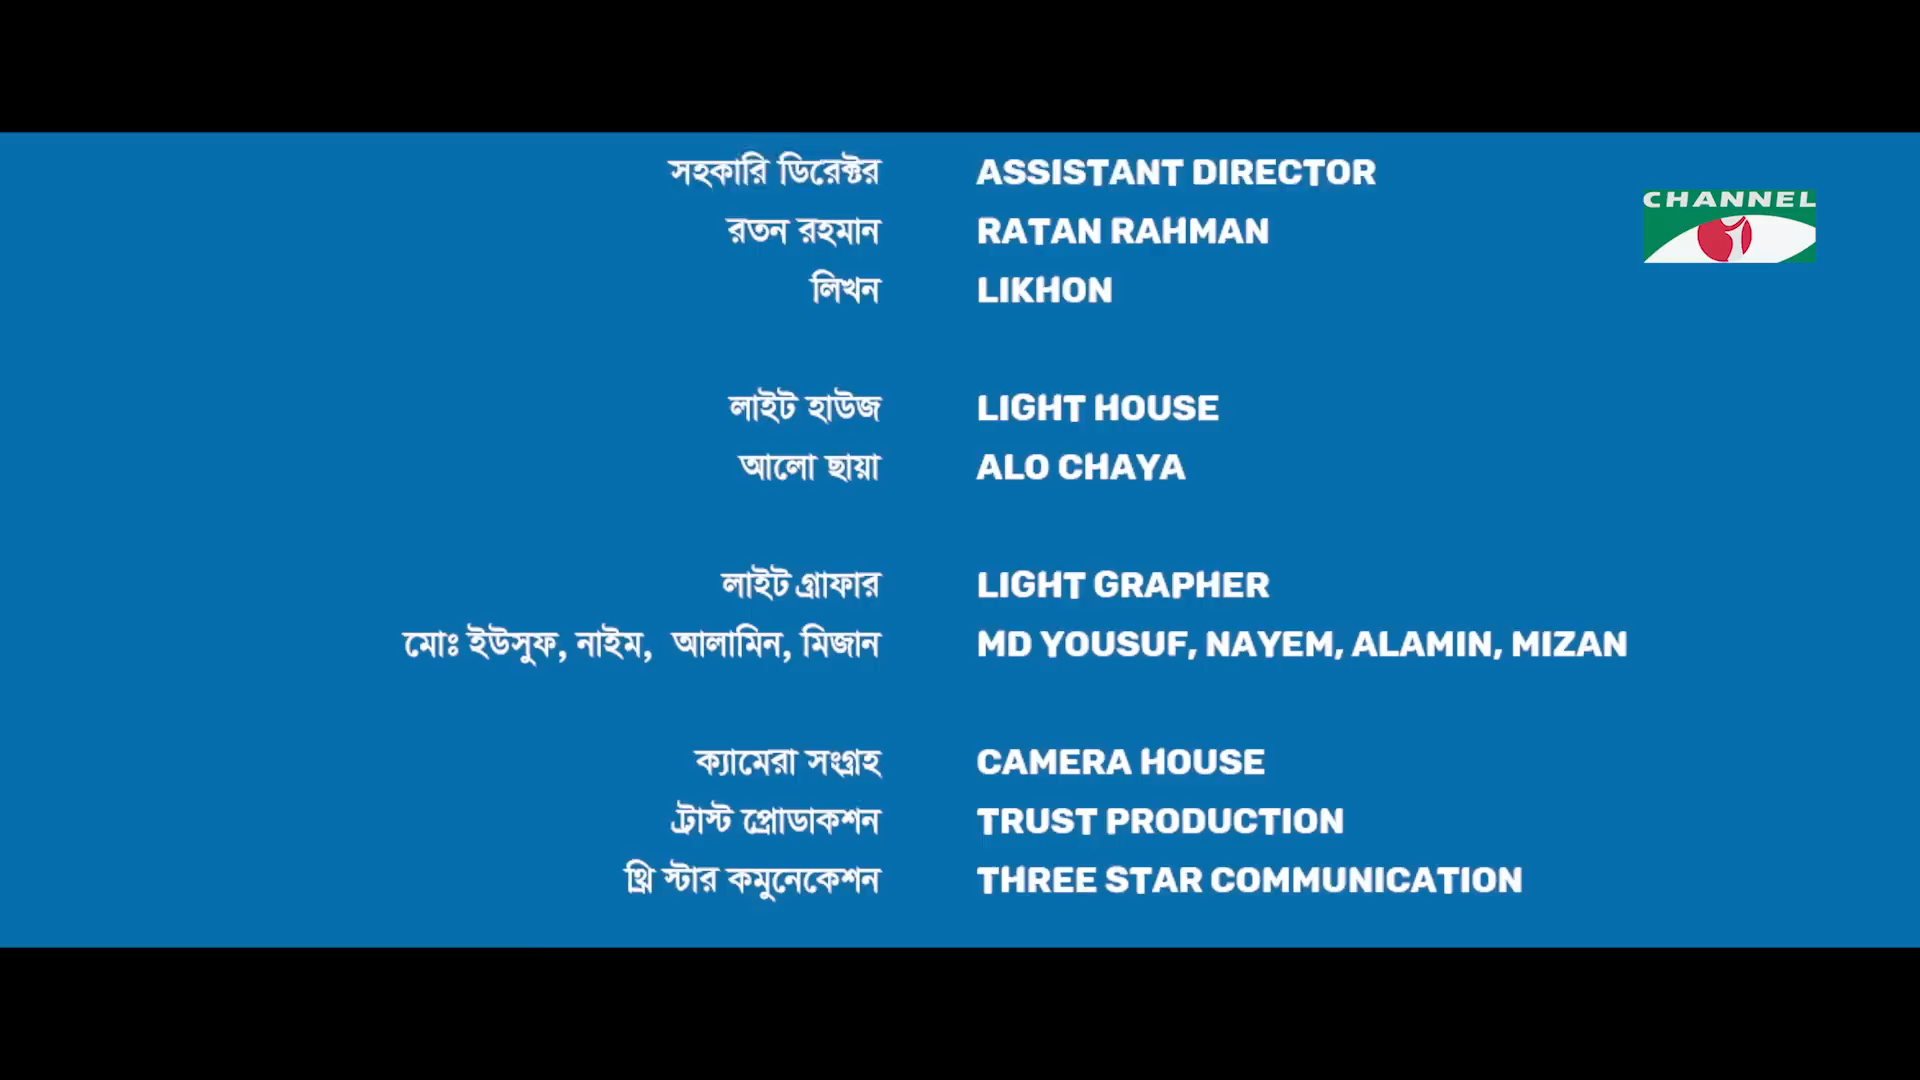 সহকারি ডিরেক্টর ASSISTANT DIRECTOR
CHANNEL
রতন রহমান RATAN RAHMAN
লিখন LIKHON
লাইট হাউজ LIGHT HOUSE
আলো ছায়া ALO CHAYA
লাইট গ্রাফার LIGHT GRAPHER
মোঃ ইউসুফ, নাইম, আলামিন, মিজান MD YOUSUF, NAYEM, ALAMIN, MIZAN
ক্যামেরা সংগ্রহ CAMERA HOUSE
ট্রাস্ট প্রোডাকশন TRUST PRODUCTION
থ্রি স্টার কমুনেকেশন THREE STAR COMMUNICATION